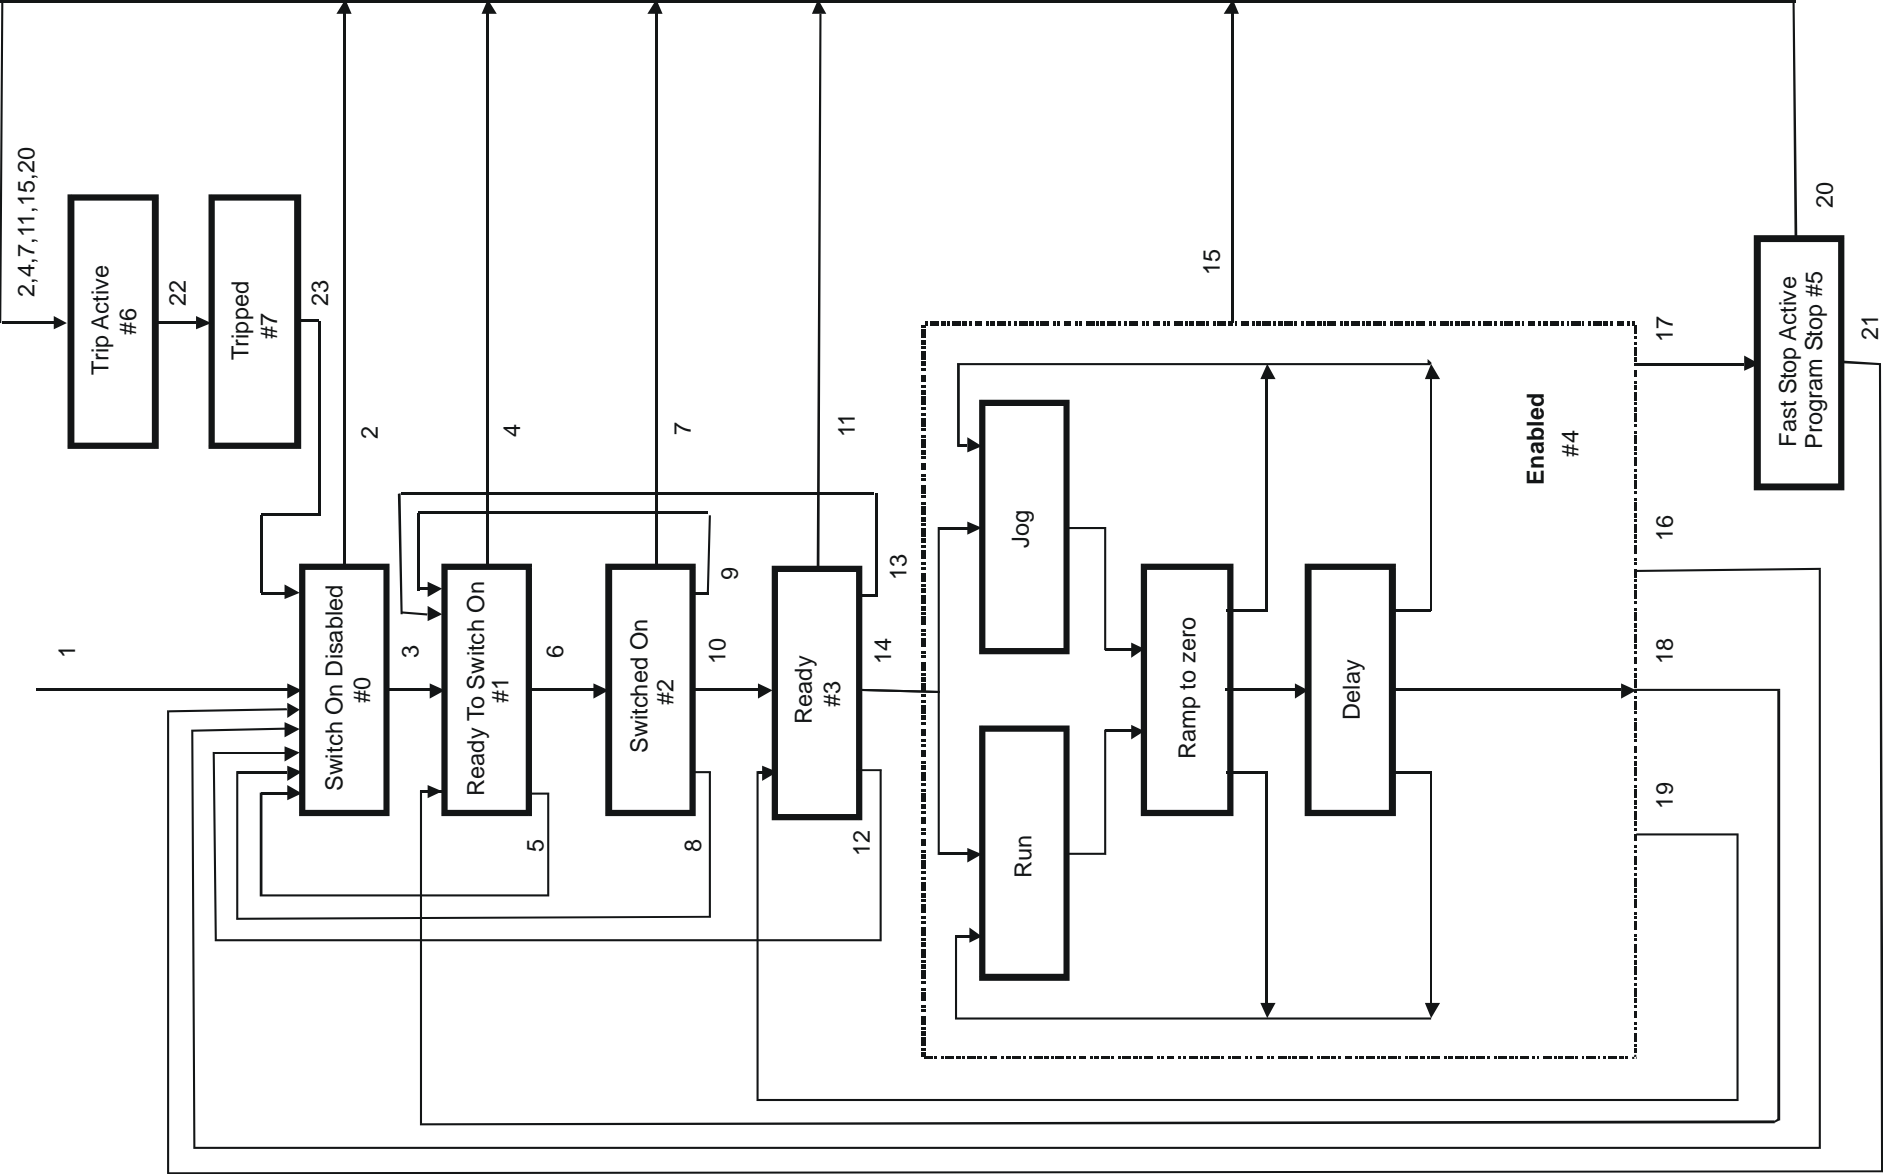 1
2,4,7,11,15,20
Trip Active
#6
22
Tripped
#7
23
Switch On Disabled
#0
2
3
Ready To Switch On
#1
4
5
6
Switched On
#2
7
8
9
10
Ready
#3
11
12
13
14
Run
Jog
Ramp to zero
Delay
Enabled
#4
15
16
17
18
19
Fast Stop Active
Program Stop #5
20
21